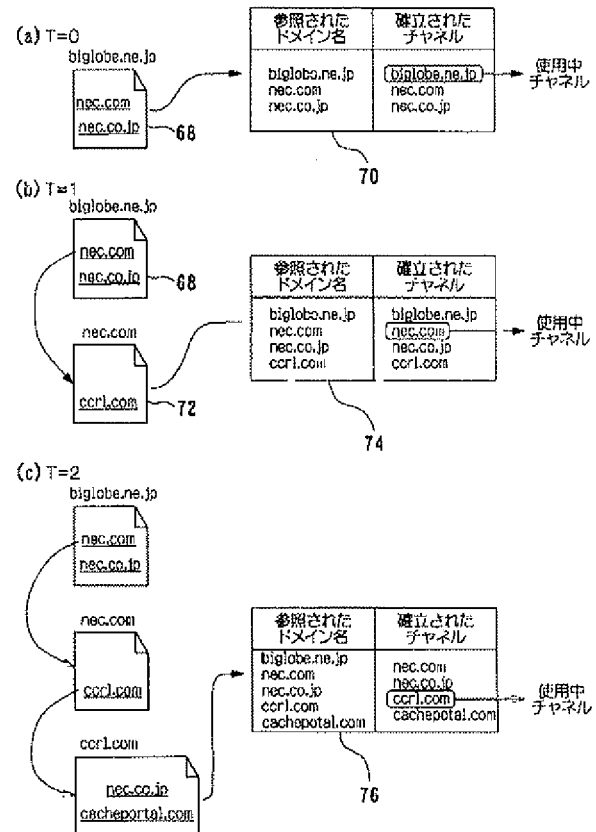 (a) T=0
biglobe.ne.jp
nec.com
nec.co.jp
68
参照された
ドメイン名
確立された
チャネル
biglobe.ne.jp
nec.com
nec.co.jp
biglobe.ne.jp
nec.com
nec.co.jp
使用中
チャネル
70
(b) T=1
biglobe.ne.jp
nec.com
nec.co.jp
68
nec.com
ccrl.com
72
参照された
ドメイン名
確立された
チャネル
biglobe.ne.jp
nec.com
nec.co.jp
ccrl.com
biglobe.ne.jp
nec.com
nec.co.jp
ccrl.com
使用中
チャネル
74
(c) T=2
biglobe.ne.jp
nec.com
nec.co.jp
nec.com
ccrl.com
ccrl.com
nec.co.jp
cacheportal.com
参照された
ドメイン名
確立された
チャネル
biglobe.ne.jp
nec.com
nec.co.jp
ccrl.com
cachepotal.com
nec.com
nec.co.jp
ccrl.com
cachepotal.com
使用中
チャネル
76